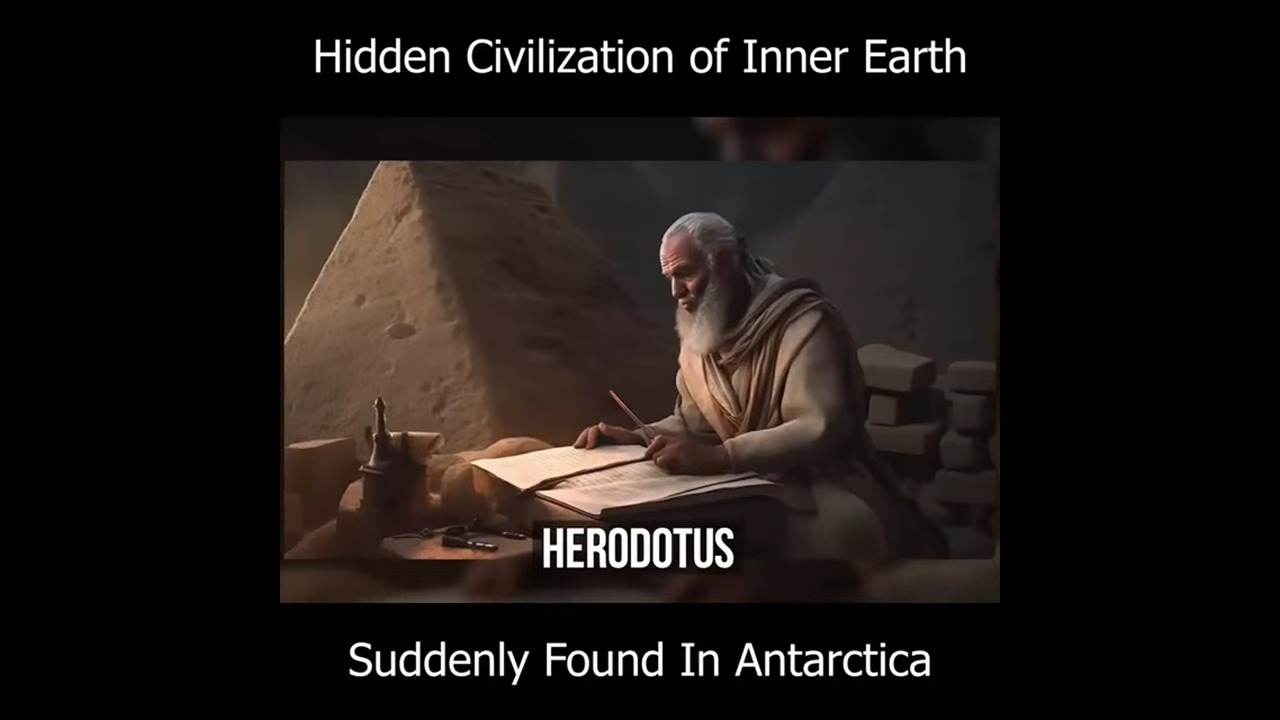 Hidden Civilization of Inner Earth
HERODOTUS
Suddenly Found In Antarctica